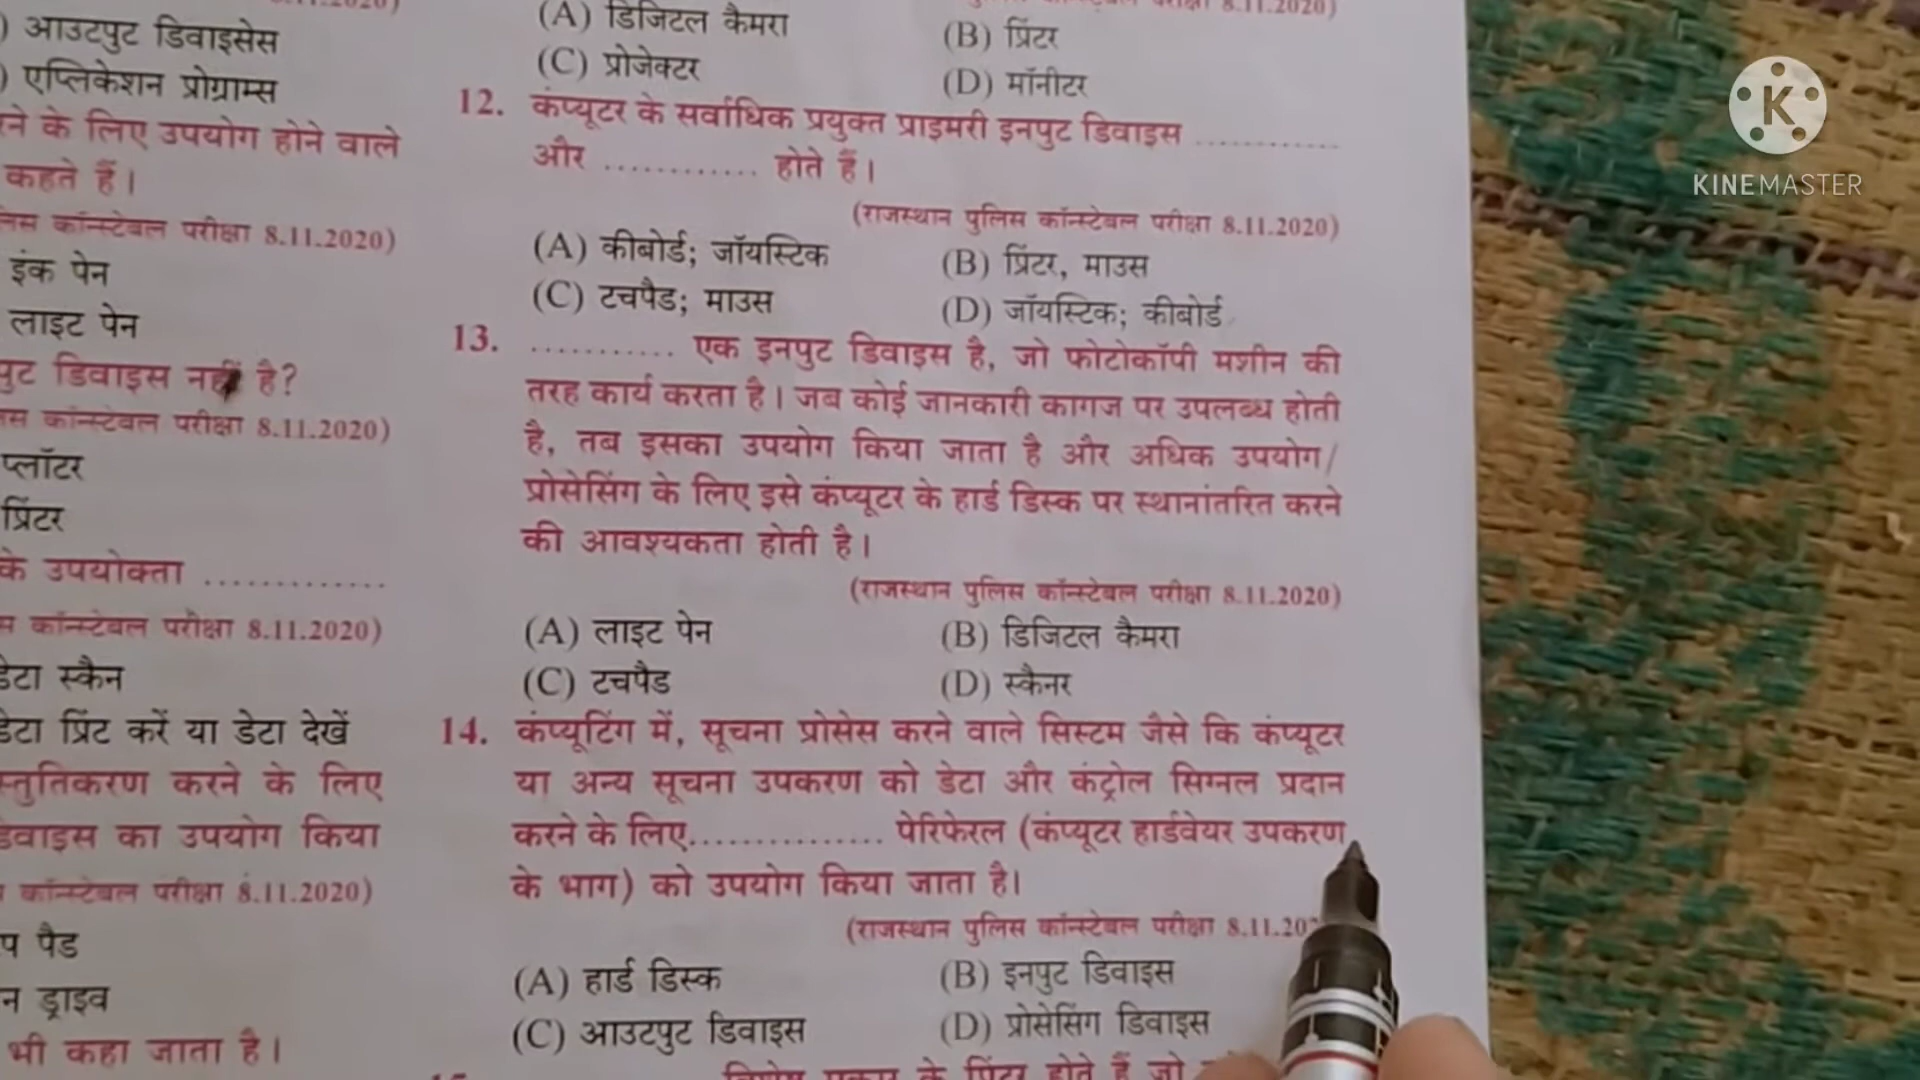 ) आउटपुट डिवाइसेस
) एप्लिकेशन प्रोग्राम्स
के लिए उपयोग होने वाले
कहते हैं।
कॉन्स्टेबल परीक्षा 8.11.2020)
इंक पेन
लाइट पेन
डिवाइस नहीं है?
कॉन्स्टेबल परीक्षा 8.11.2020)
प्लॉटर
प्रिंटर
के उपयोक्ता ............
कॉन्स्टेबल परीक्षा 8.11.2020)
डेटा स्कैन
डेटा प्रिंट करें या डेटा देखें
करने के लिए
का उपयोग किया
कॉन्स्टेबल परीक्षा 8.11.2020)
पैड
ड्राइव
भी कहा जाता है।
(A) डिजिटल कैमरा (B) प्रिंटर
(C) प्रोजेक्टर (D) मॉनीटर
12. कंप्यूटर के सर्वाधिक प्रयुक्त प्राइमरी इनपुट डिवाइस ............
और ............ होते हैं।
(राजस्थान पुलिस कॉन्स्टेबल परीक्षा 8.11.2020)
(A) कीबोर्ड; जॉयस्टिक (B) प्रिंटर, माउस
(C) टचपैड; माउस (D) जॉयस्टिक; कीबोर्ड
13. ............ एक इनपुट डिवाइस है, जो फोटोकॉपी मशीन की
तरह कार्य करता है। जब कोई जानकारी कागज पर उपलब्ध होती
है, तब इसका उपयोग किया जाता है और अधिक उपयोग/
प्रोसेसिंग के लिए इसे कंप्यूटर के हार्ड डिस्क पर स्थानांतरित करने
की आवश्यकता होती है।
(राजस्थान पुलिस कॉन्स्टेबल परीक्षा 8.11.2020)
(A) लाइट पेन (B) डिजिटल कैमरा
(C) टचपैड (D) स्कैनर
14. कंप्यूटिंग में, सूचना प्रोसेस करने वाले सिस्टम जैसे कि कंप्यूटर
या अन्य सूचना उपकरण को डेटा और कंट्रोल सिग्नल प्रदान
करने के लिए............... पेरिफेरल (कंप्यूटर हार्डवेयर उपकरण
के भाग) को उपयोग किया जाता है।
(राजस्थान पुलिस कॉन्स्टेबल परीक्षा 8.11.20
(A) हार्ड डिस्क (B) इनपुट डिवाइस
(C) आउटपुट डिवाइस (D) प्रोसेसिंग डिवाइस
के प्रिंटर होते हैं जो
K
KINEMASTER